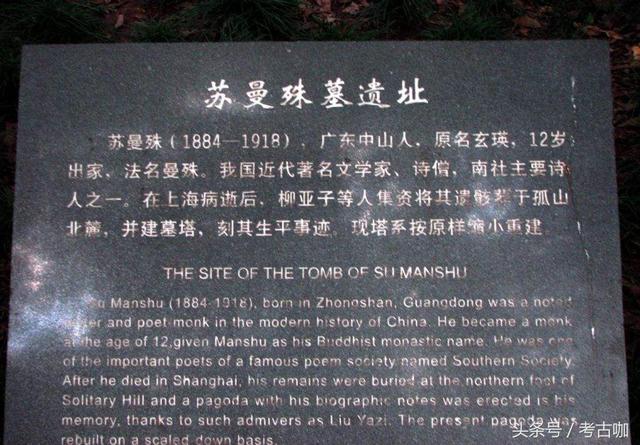 苏曼殊墓遗址
苏曼殊（1884—1918），广东中山人，原名玄瑛，12岁
出家，法名曼殊。我国近代著名文学家、诗僧，南社主要诗
人之一。在上海病逝后，柳亚子等人集资将其遗骸葬于孤山
北麓，并建墓塔，刻其生平事迹。现塔系按原样缩小重建。
THE SITE OF THE TOMB OF SU MANSHU
Su Manshu (1884-1918), born in Zhongshan, Guangdong was a noted
writer and poet-monk in the modern history of China. He became a monk
at the age of 12,given Manshu as his Buddhist monastic name. He was one
of the important poets of a famous poem society named Southern Society.
After he died in Shanghai, his remains were buried at the northern foot of
Solitary Hill and a pagoda with his biographic notes was erected is his
memory, thanks to such admivers as Liu Yazi. The present pagoda was
rebuilt on a scaled down basis.
头条号／考古咖